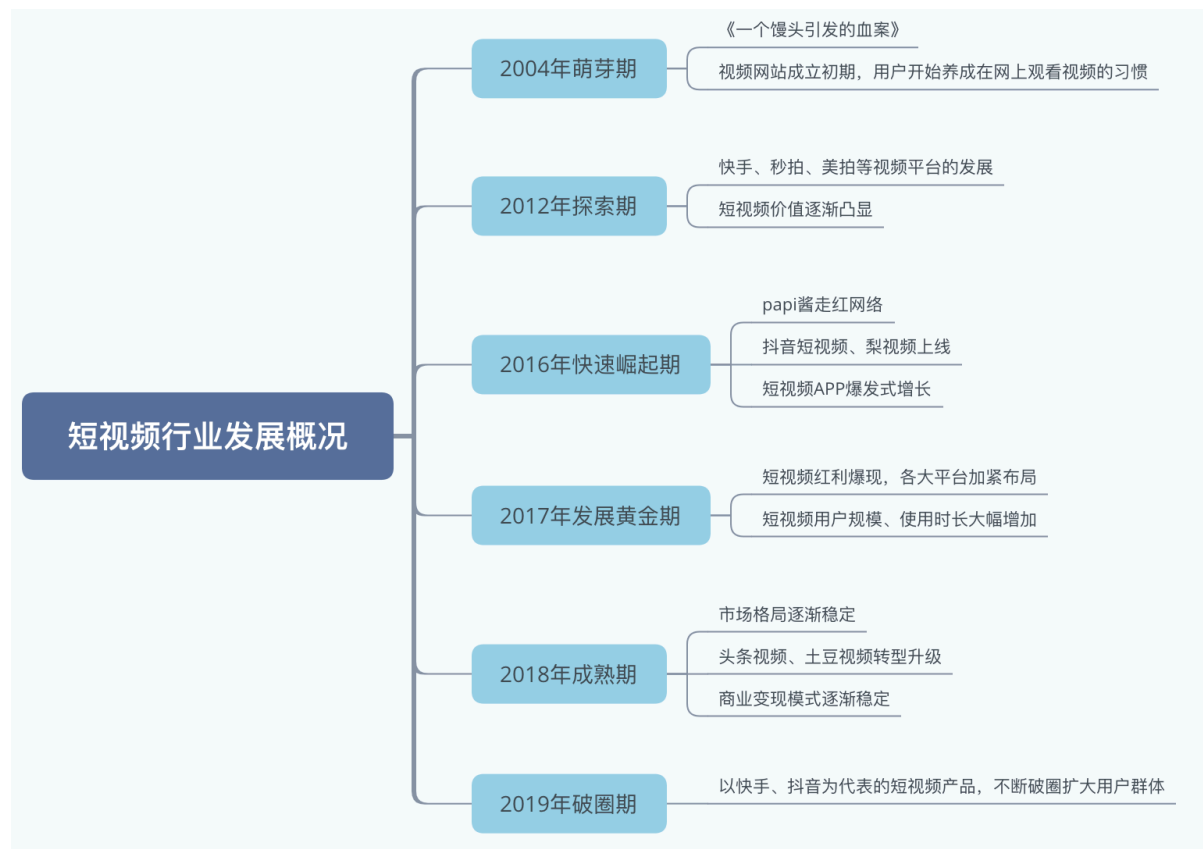 短视频行业发展概况
2004年萌芽期
《一个馒头引发的血案》
视频网站成立初期，用户开始养成在网上观看视频的习惯
2012年探索期
快手、秒拍、美拍等视频平台的发展
短视频价值逐渐凸显
2016年快速崛起期
papi酱走红网络
抖音短视频、梨视频上线
短视频APP爆发式增长
2017年发展黄金期
短视频红利爆现，各大平台加紧布局
短视频用户规模、使用时长大幅增加
2018年成熟期
市场格局逐渐稳定
头条视频、土豆视频转型升级
商业变现模式逐渐稳定
2019年破圈期
以快手、抖音为代表的短视频产品，不断破圈扩大用户群体